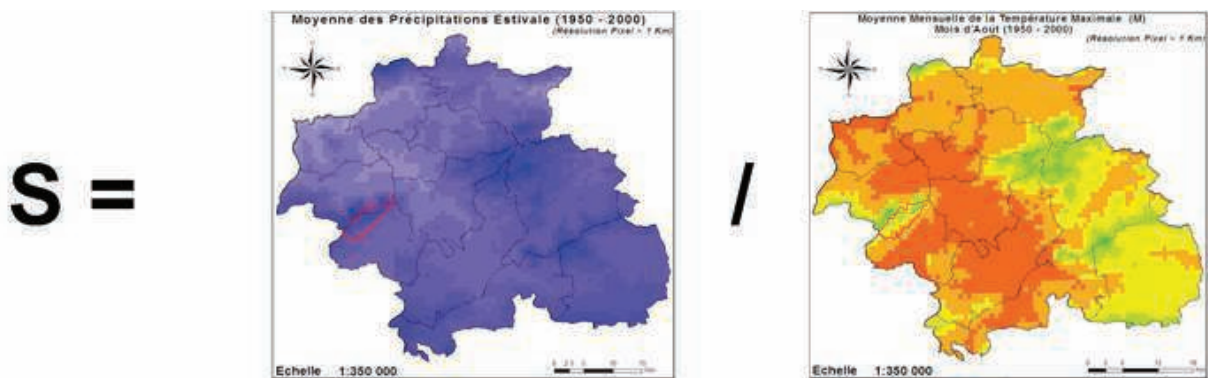 S =
Moyenne des Précipitations Estivale (1950 - 2000)
(Résolution Pixel = 1 Km)
Echelle 1:350 000
/
Moyenne Mensuelle de la Température Maximale (M)
Mois d'Aout (1950 - 2000)
(Résolution Pixel = 1 Km)
Echelle 1:350 000